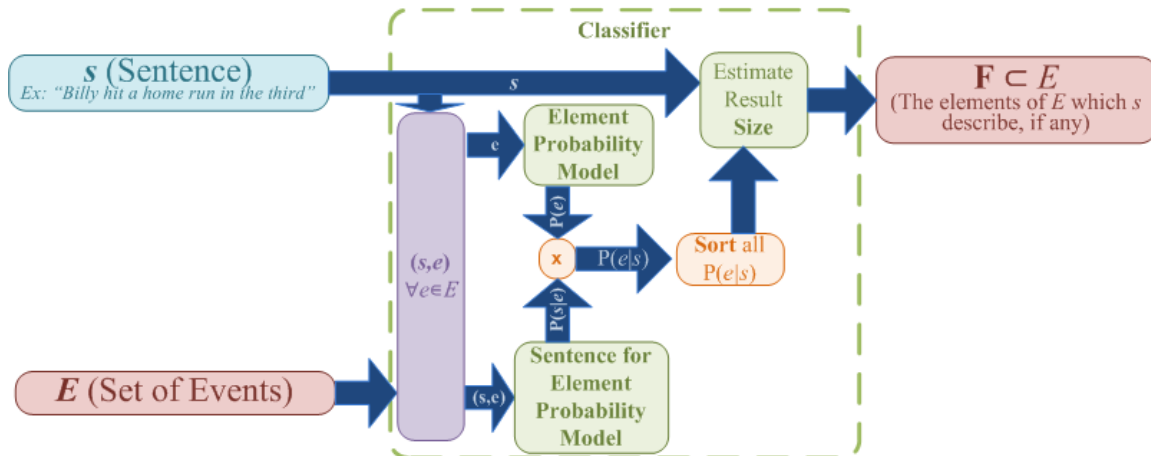 Classifier
s (Sentence)
Ex: “Billy hit a home run in the third”
s
Estimate
Result
Size
F ⊂ E
(The elements of E which s
describe, if any)
e
Element
Probability
Model
P(e)
(s,e)
∀e∈E
x
P(e|s)
Sort all
P(e|s)
P(s|e)
E (Set of Events)
(s,e)
Sentence for
Element
Probability
Model